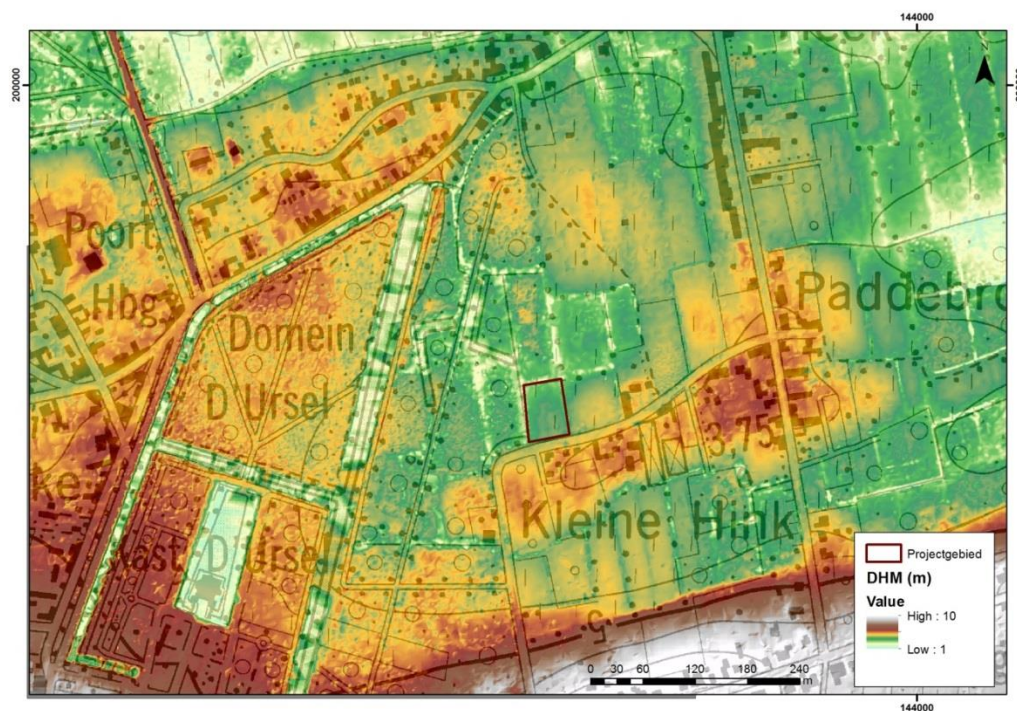 144000
200000
N
Poort
Hbg
Domein
D Ursel
Paddebro
3.75
Kleine Hink
Kast D'Ursel
5
Projectgebied
DHM (m)
Value
High : 10
Low : 1
0 30 60 120 180 240
m
144000